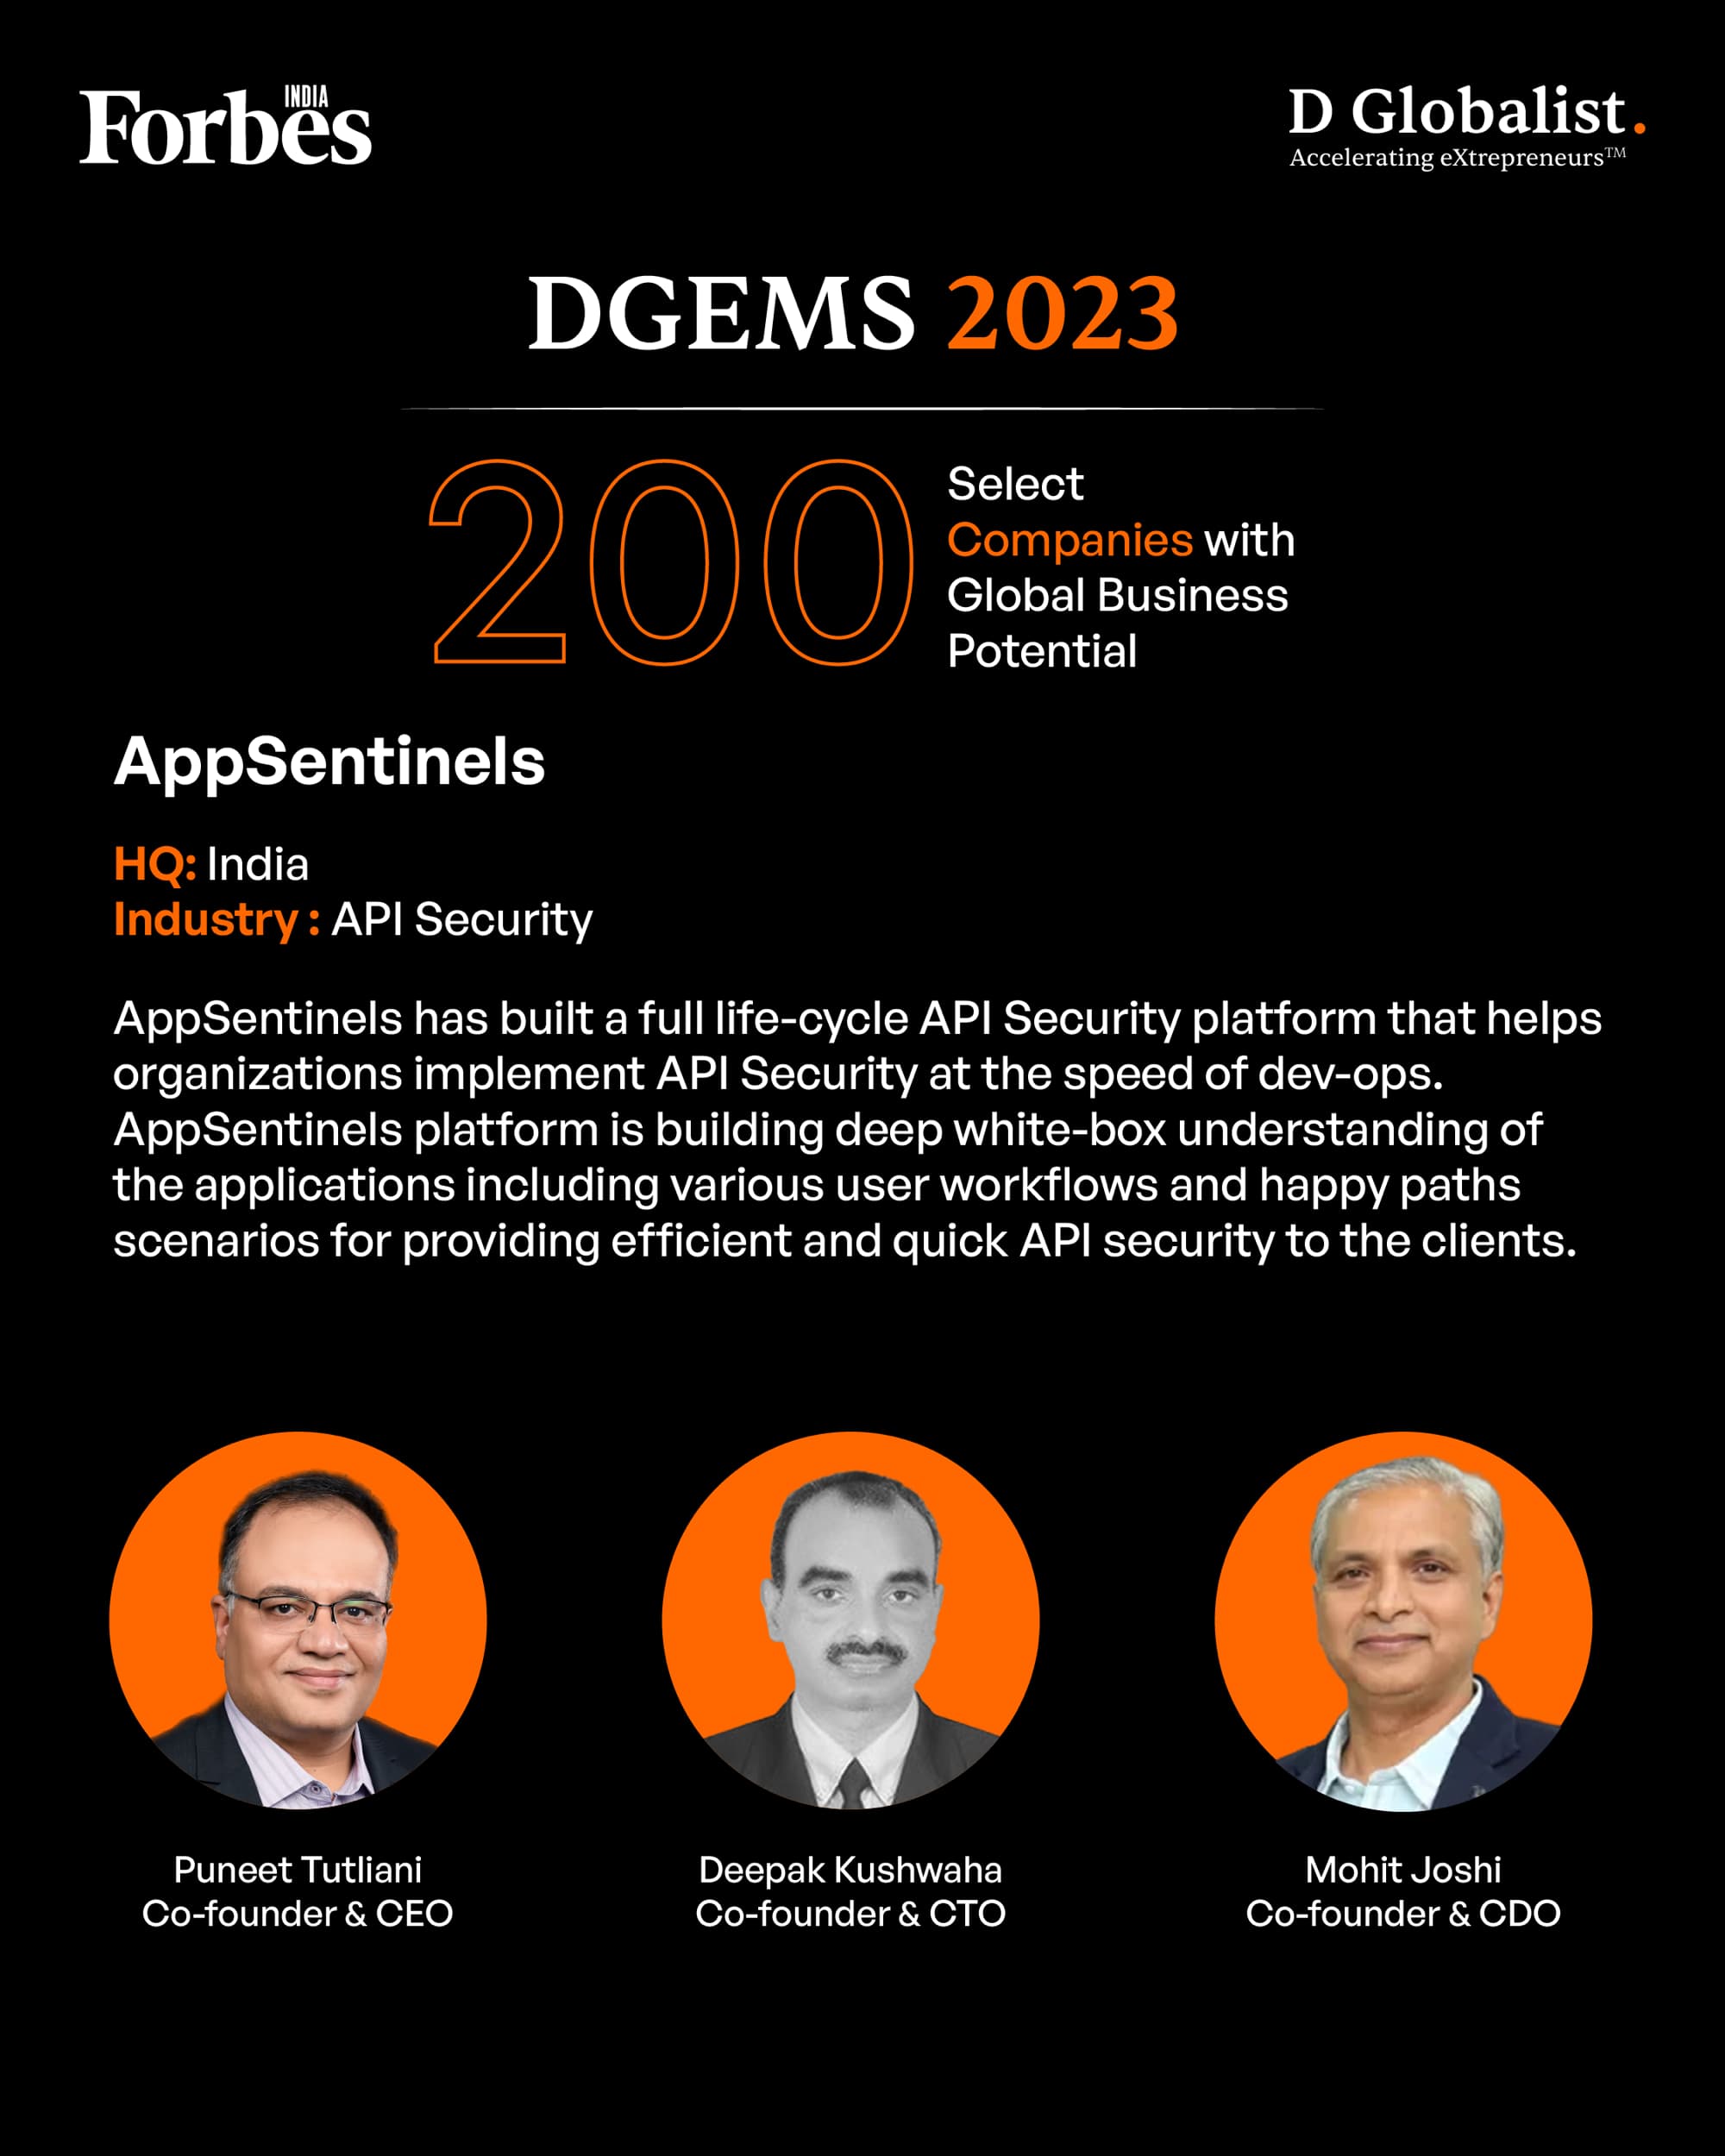 Forbes INDIA
D Globalist.
Accelerating eXtrepreneurs™
DGEMS 2023
200
Select
Companies with
Global Business
Potential
AppSentinels
HQ: India
Industry : API Security
AppSentinels has built a full life-cycle API Security platform that helps
organizations implement API Security at the speed of dev-ops.
AppSentinels platform is building deep white-box understanding of
the applications including various user workflows and happy paths
scenarios for providing efficient and quick API security to the clients.
Puneet Tutliani
Co-founder & CEO
Deepak Kushwaha
Co-founder & CTO
Mohit Joshi
Co-founder & CDO